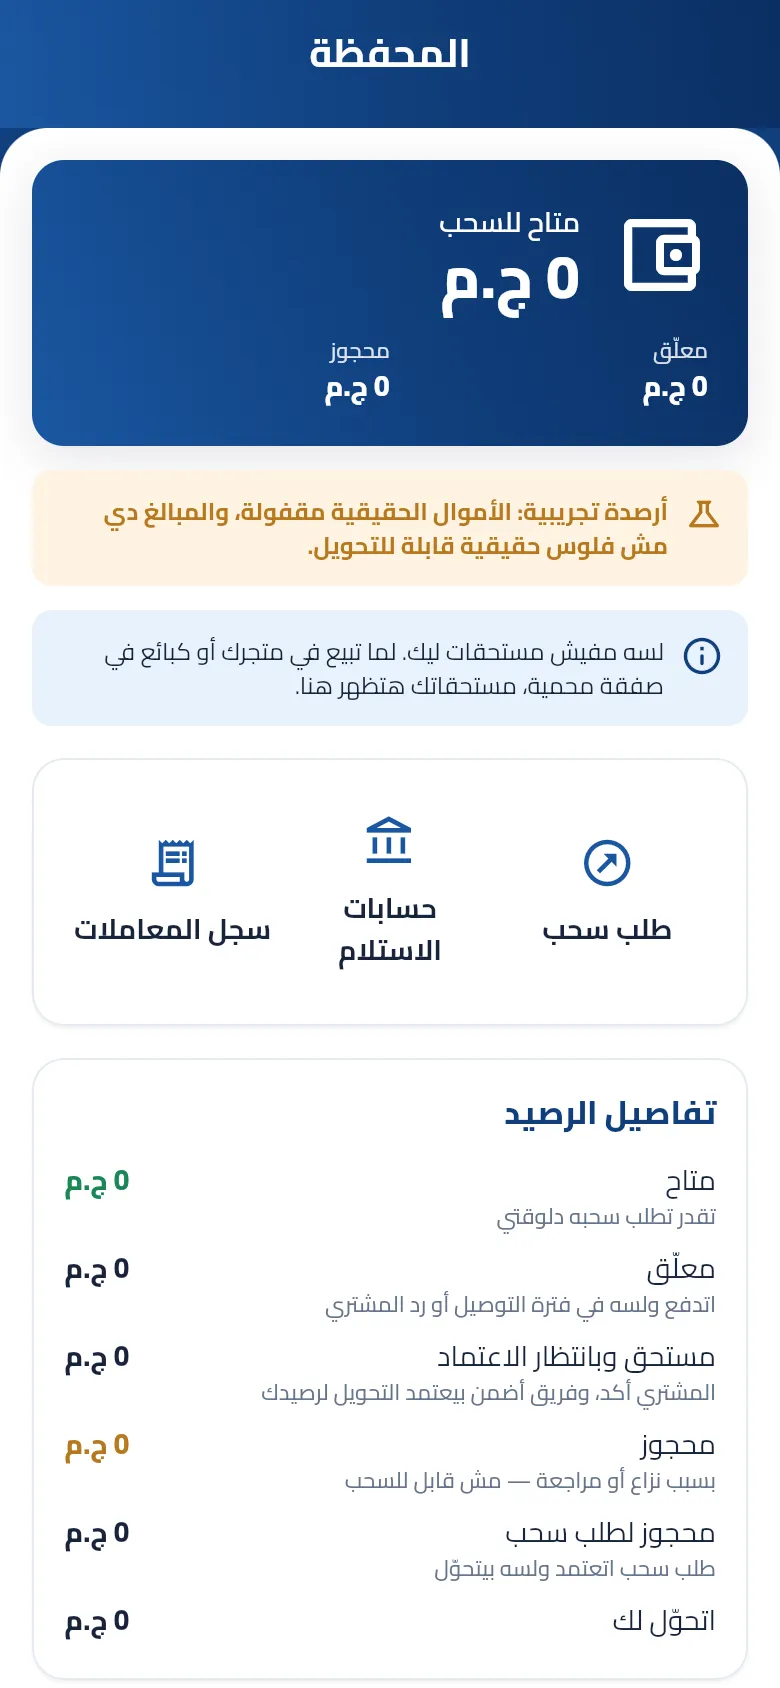 المحفظة
متاح للسحب
0 ج.م
معلّق
0 ج.م
محجوز
0 ج.م
أرصدة تجريبية: الأموال الحقيقية مقفولة، والمبالغ دي
مش فلوس حقيقية قابلة للتحويل.
لسه مفيش مستحقات ليك. لما تبيع في متجرك أو كبائع في
صفقة محمية، مستحقاتك هتظهر هنا.
طلب سحب
حسابات
الاستلام
سجل المعاملات
تفاصيل الرصيد
متاح
0 ج.م
تقدر تطلب سحبه دلوقتي
معلّق
0 ج.م
اتدفع ولسه في فترة التوصيل أو رد المشتري
مستحق وبانتظار الاعتماد
0 ج.م
المشتري أكد، وفريق أضمن بيعتمد التحويل لرصيدك
محجوز
0 ج.م
بسبب نزاع أو مراجعة — مش قابل للسحب
محجوز لطلب سحب
0 ج.م
طلب سحب اتعتمد ولسه بيتحوّل
اتحوّل لك
0 ج.م